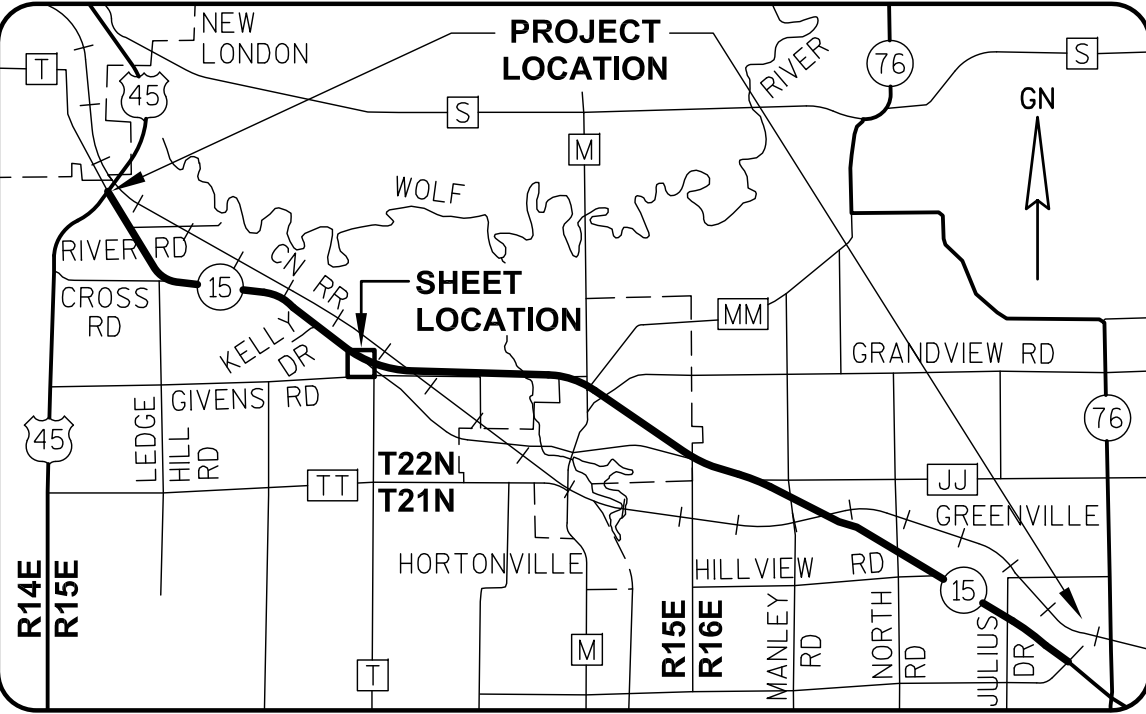 NEW
LONDON
PROJECT
LOCATION
RIVER
76
S
T
45
S
GN
M
WOLF
RIVER RD
CN RR
15
SHEET
LOCATION
CROSS
RD
MM
KELLY
DR
GRANDVIEW RD
GIVENS RD
76
45
LEDGE
HILL
RD
T22N
T21N
TT
JJ
GREENVILLE
HORTONVILLE
HILLVIEW RD
15
R14E
R15E
R15E
R16E
MANLEY
RD
NORTH
RD
JULIUS
DR
M
T